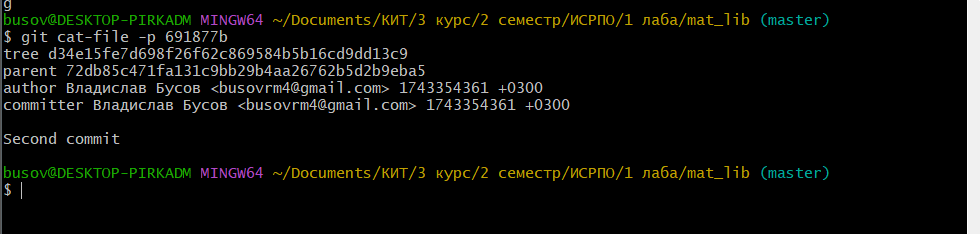 g
busov@DESKTOP-PIRKADM MINGW64 ~/Documents/КИТ/3 курс/2 семестр/ИСРПО/1 лаба/mat_lib (master)
$ git cat-file -p 691877b
tree d34e15fe7d698f26f62c869584b5b16cd9dd13c9
parent 72db85c471fa131c9bb29b4aa26762b5d2b9eba5
author Владислав Бусов <busovrm4@gmail.com> 1743354361 +0300
committer Владислав Бусов <busovrm4@gmail.com> 1743354361 +0300
Second commit
busov@DESKTOP-PIRKADM MINGW64 ~/Documents/КИТ/3 курс/2 семестр/ИСРПО/1 лаба/mat_lib (master)
$